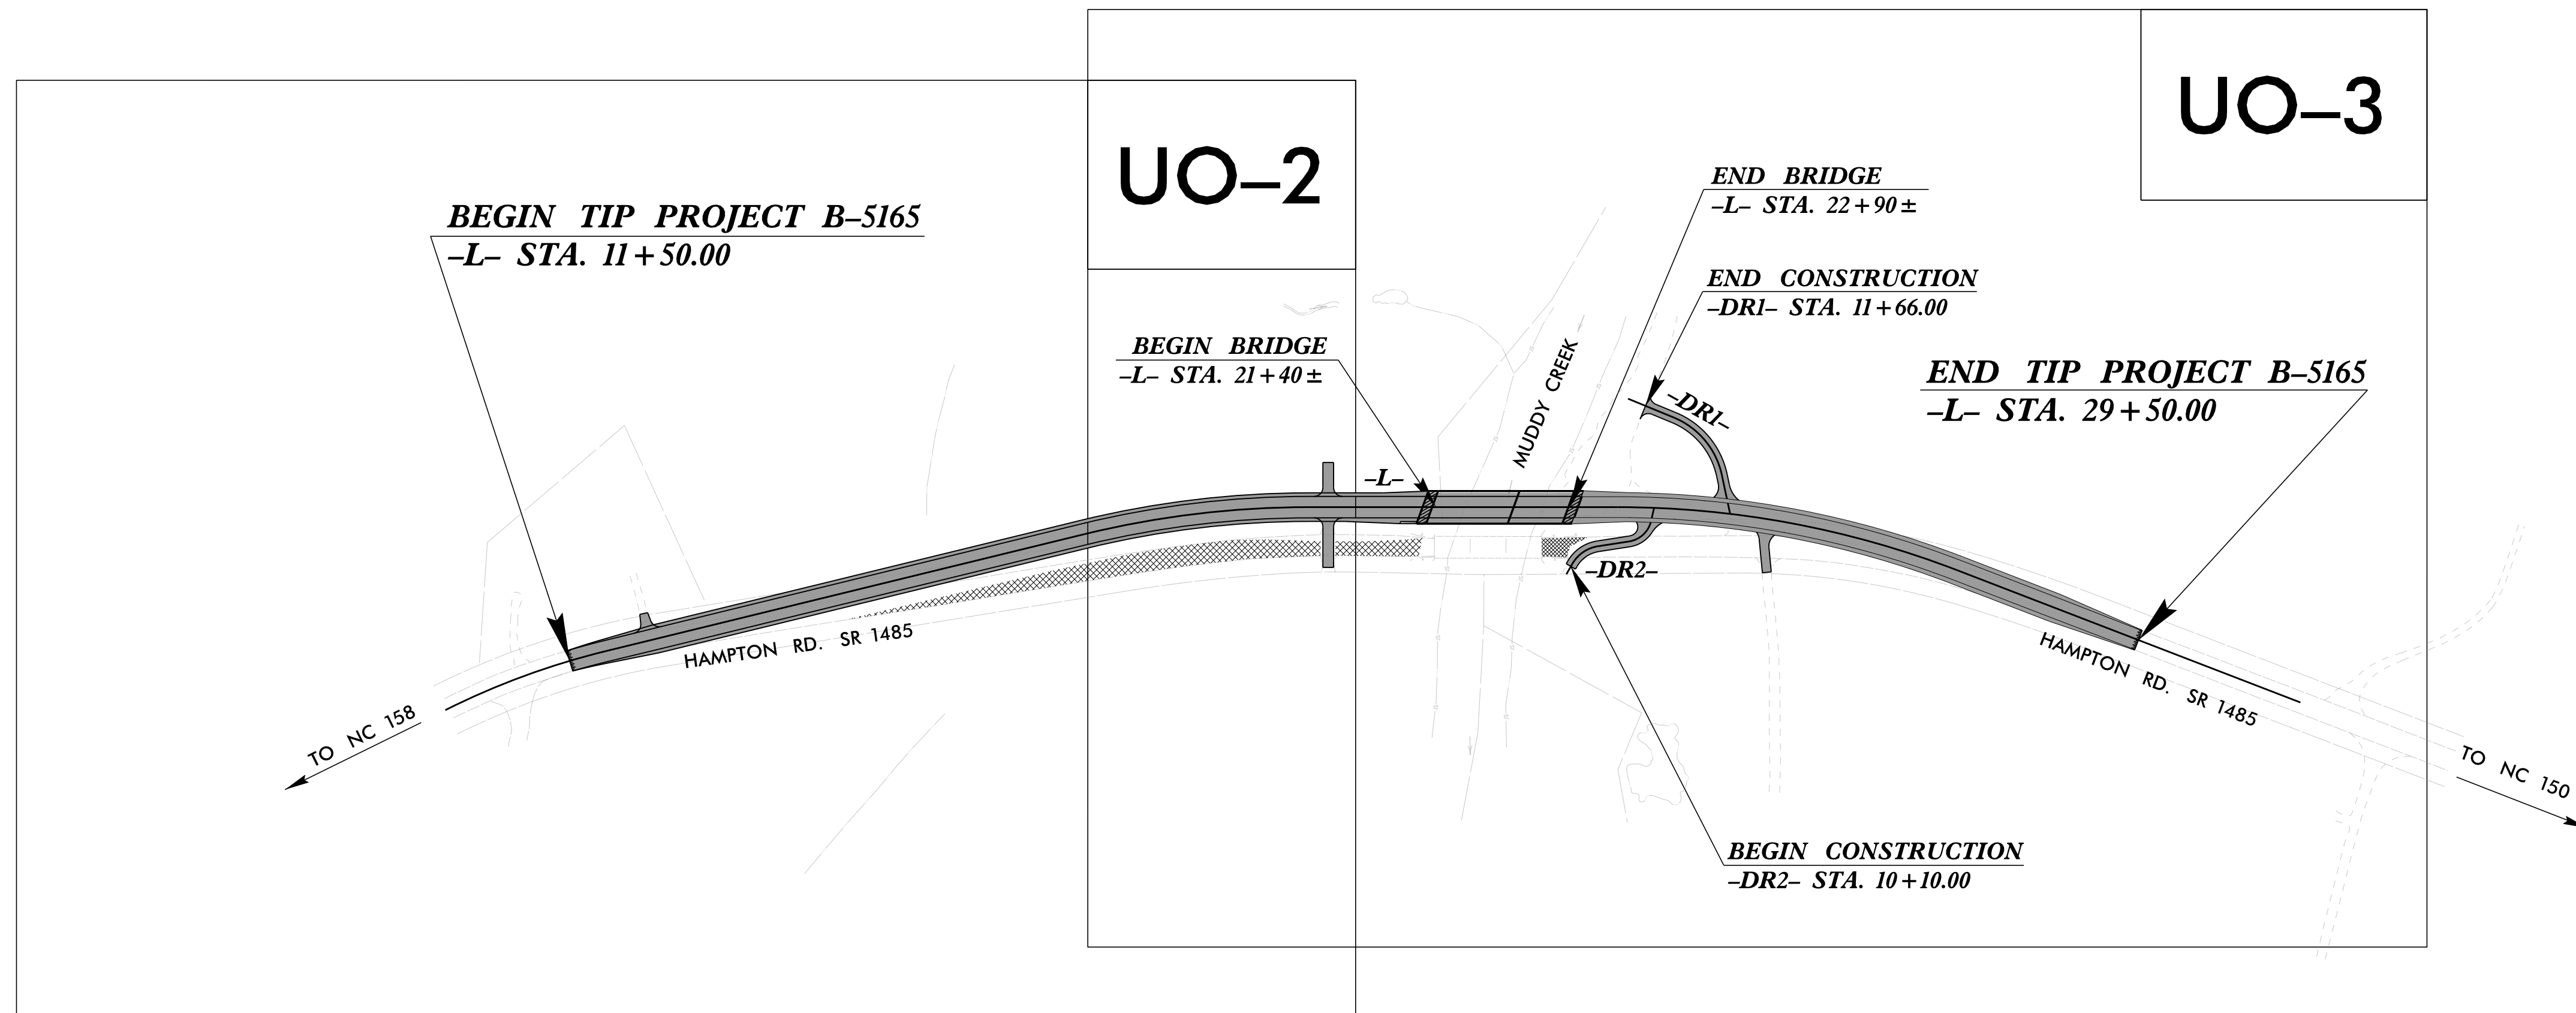 UO–3
UO–2
END BRIDGE
–L– STA. 22+90±
BEGIN TIP PROJECT B–5165
–L– STA. 11+50.00
END CONSTRUCTION
–DR1– STA. 11+66.00
BEGIN BRIDGE
–L– STA. 21+40±
MUDDY CREEK
END TIP PROJECT B–5165
–L– STA. 29+50.00
–DR1–
–L–
–DR2–
HAMPTON RD. SR 1485
HAMPTON RD. SR 1485
TO NC 158
TO NC 150
BEGIN CONSTRUCTION
–DR2– STA. 10+10.00